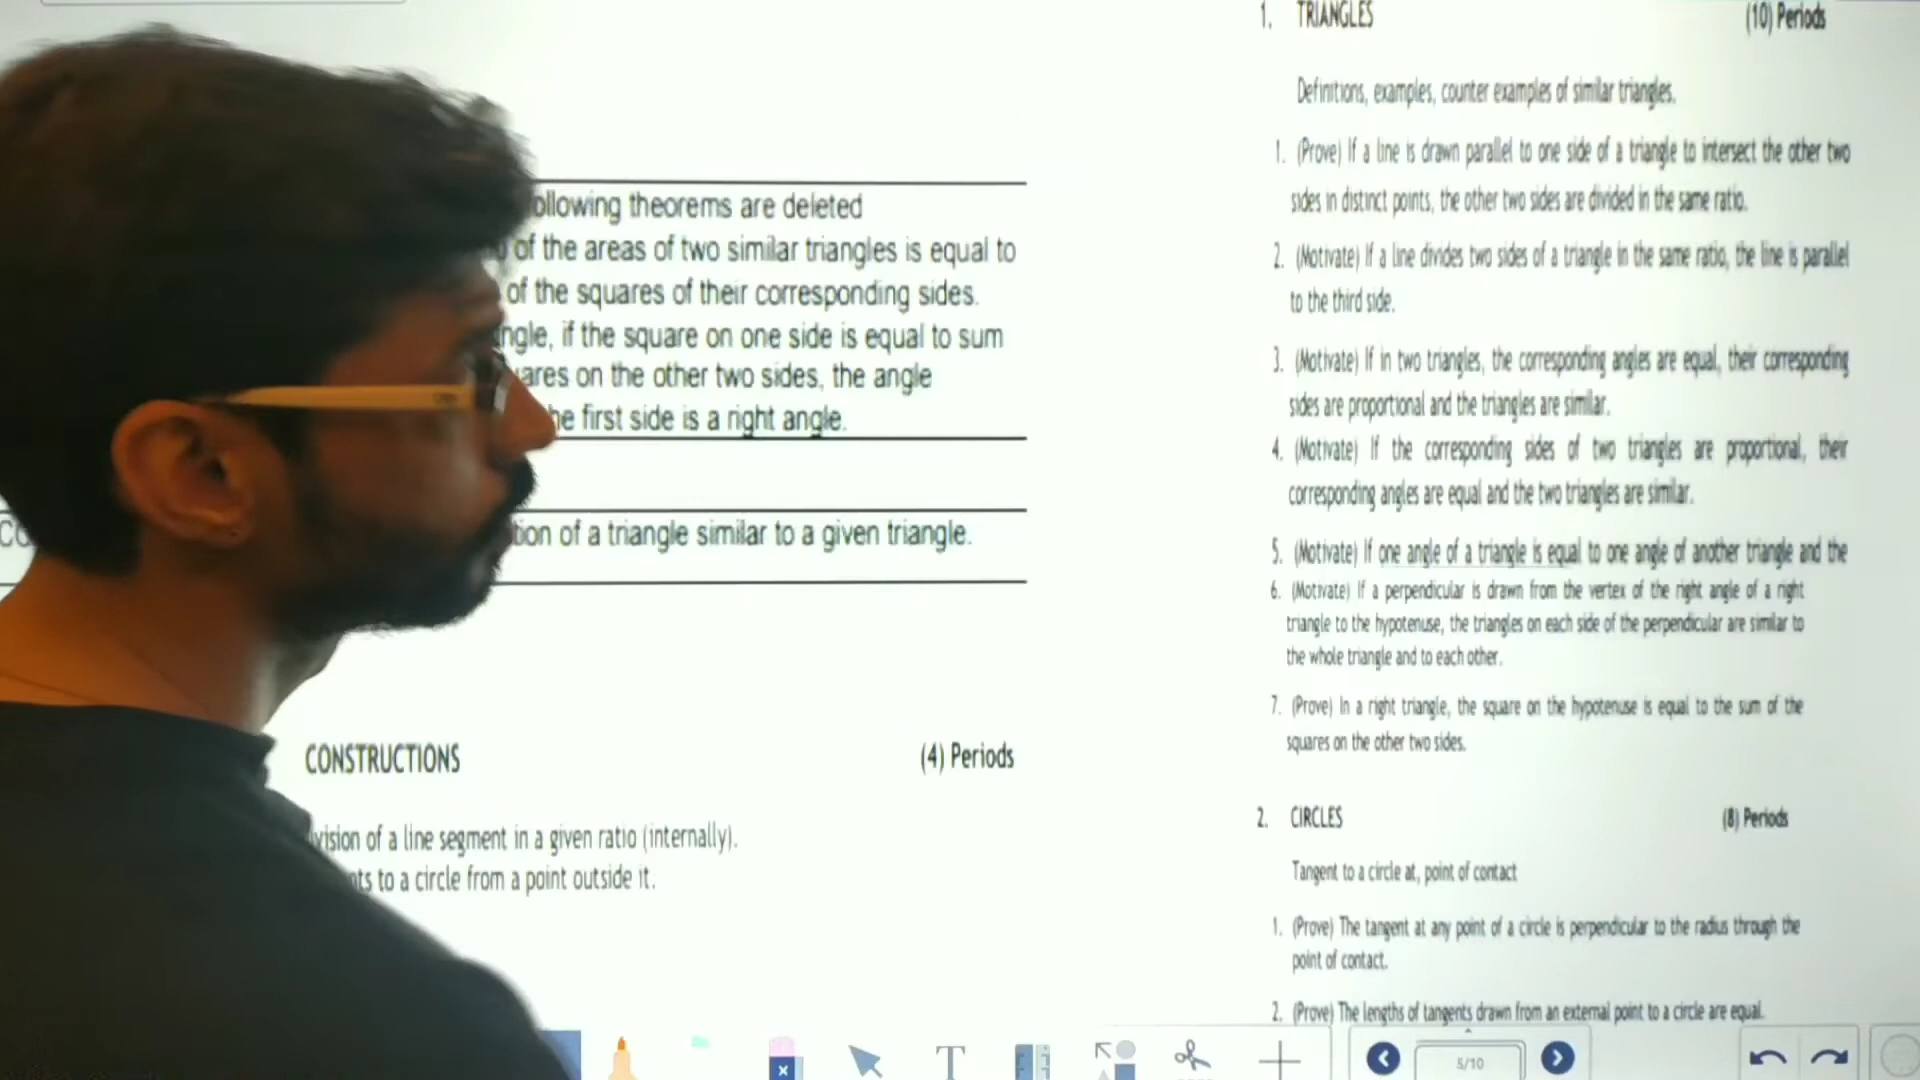 ollowing theorems are deleted
of the areas of two similar triangles is equal to
of the squares of their corresponding sides.
ngle, if the square on one side is equal to sum
ares on the other two sides, the angle
he first side is a right angle.
tion of a triangle similar to a given triangle.
CONSTRUCTIONS (4) Periods
vision of a line segment in a given ratio (internally).
nts to a circle from a point outside it.
1. TRIANGLES (10) Periods
Definitions, examples, counter examples of similar triangles.
1. (Prove) If a line is drawn parallel to one side of a triangle to intersect the other two
sides in distinct points, the other two sides are divided in the same ratio.
2. (Motivate) If a line divides two sides of a triangle in the same ratio, the line is parallel
to the third side.
3. (Motivate) If in two triangles, the corresponding angles are equal, their corresponding
sides are proportional and the triangles are similar.
4. (Motivate) If the corresponding sides of two triangles are proportional, their
corresponding angles are equal and the two triangles are similar.
5. (Motivate) If one angle of a triangle is equal to one angle of another triangle and the
6. (Motivate) If a perpendicular is drawn from the vertex of the right angle of a right
triangle to the hypotenuse, the triangles on each side of the perpendicular are similar to
the whole triangle and to each other.
7. (Prove) In a right triangle, the square on the hypotenuse is equal to the sum of the
squares on the other two sides.
2. CIRCLES (8) Periods
Tangent to a circle at, point of contact
1. (Prove) The tangent at any point of a circle is perpendicular to the radius through the
point of contact.
2. (Prove) The lengths of tangents drawn from an external point to a circle are equal.
5/10